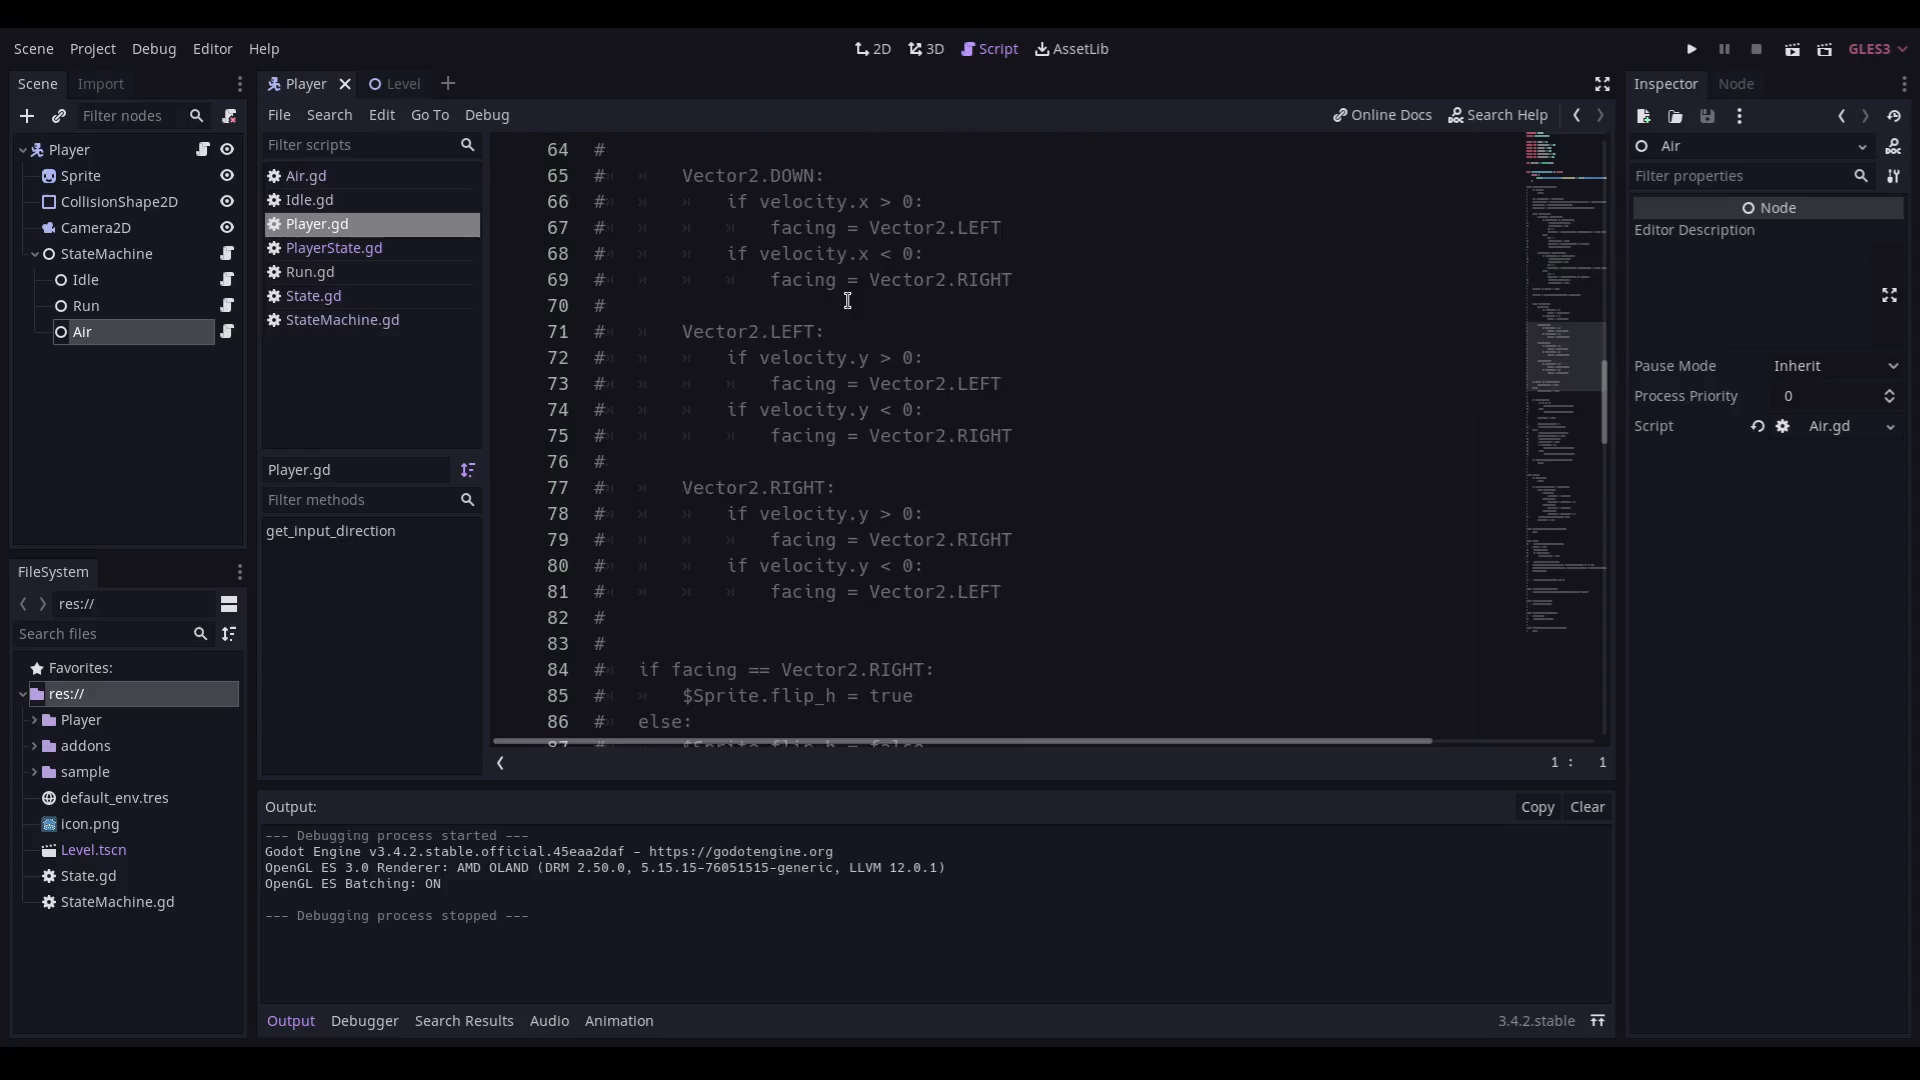 Scene Project Debug Editor Help
2D 3D Script AssetLib
GLES3
Scene Import
Filter nodes
Player
Sprite
CollisionShape2D
Camera2D
StateMachine
Idle
Run
Air
FileSystem
res://
Search files
Favorites:
res://
Player
addons
sample
default_env.tres
icon.png
Level.tscn
State.gd
StateMachine.gd
Player Level
File Search Edit Go To Debug
Online Docs Search Help
Filter scripts
Air.gd
Idle.gd
Player.gd
PlayerState.gd
Run.gd
State.gd
StateMachine.gd
Player.gd
Filter methods
get_input_direction
64 #
65 # Vector2.DOWN:
66 # if velocity.x > 0:
67 # facing = Vector2.LEFT
68 # if velocity.x < 0:
69 # facing = Vector2.RIGHT
70 #
71 # Vector2.LEFT:
72 # if velocity.y > 0:
73 # facing = Vector2.LEFT
74 # if velocity.y < 0:
75 # facing = Vector2.RIGHT
76 #
77 # Vector2.RIGHT:
78 # if velocity.y > 0:
79 # facing = Vector2.RIGHT
80 # if velocity.y < 0:
81 # facing = Vector2.LEFT
82 #
83 #
84 # if facing == Vector2.RIGHT:
85 # $Sprite.flip_h = true
86 # else:
87 # $Sprite.flip_h = false
1 : 1
Output:
Copy Clear
--- Debugging process started ---
Godot Engine v3.4.2.stable.official.45eaa2daf - https://godotengine.org
OpenGL ES 3.0 Renderer: AMD OLAND (DRM 2.50.0, 5.15.15-76051515-generic, LLVM 12.0.1)
OpenGL ES Batching: ON
--- Debugging process stopped ---
Output Debugger Search Results Audio Animation
3.4.2.stable
Inspector Node
Air
Filter properties
Node
Editor Description
Pause Mode Inherit
Process Priority 0
Script Air.gd